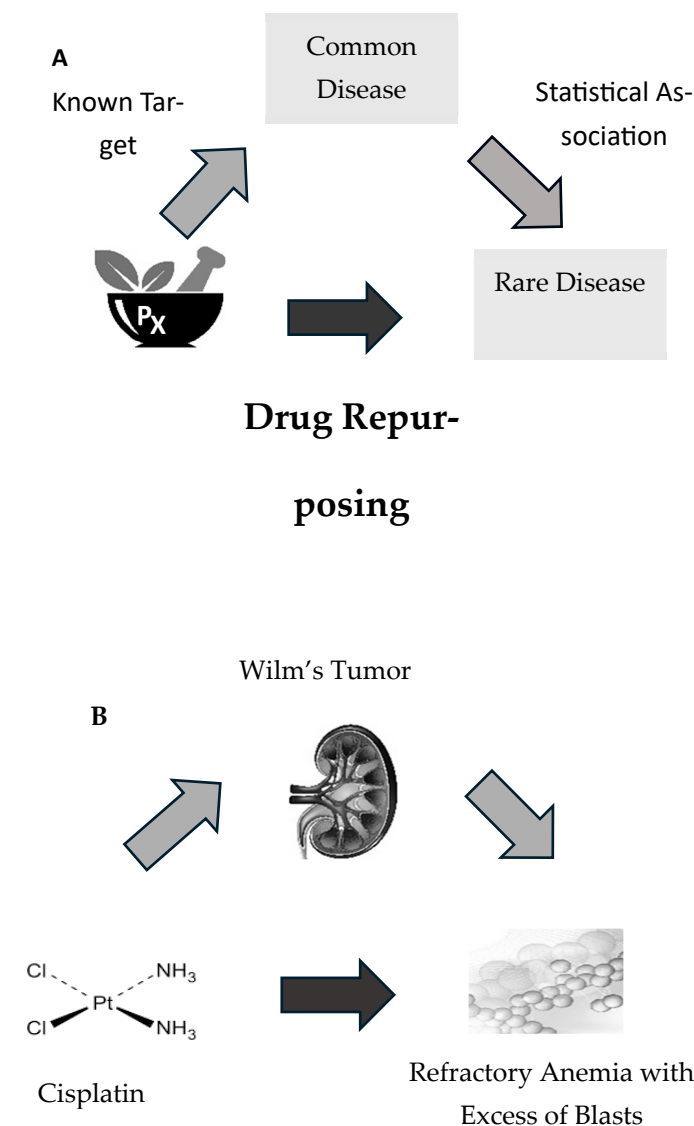 A
Common
Disease
Known Tar-
get
Statistical As-
sociation
Rare Disease
Px
Drug Repur-
posing
Wilm's Tumor
B
Cl
NH3
Pt
Cl
NH3
Cisplatin
Refractory Anemia with
Excess of Blasts